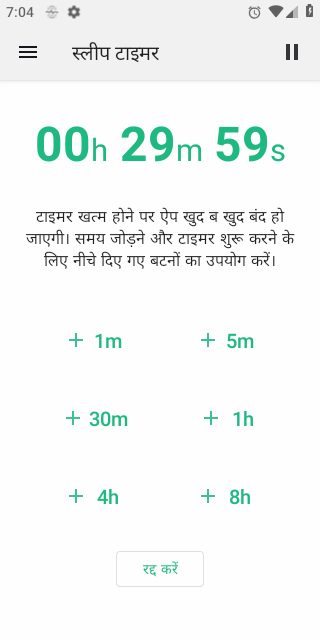 7:04
स्लीप टाइमर
00h 29m 59s
टाइमर खत्म होने पर ऐप खुद ब खुद बंद हो
जाएगी। समय जोड़ने और टाइमर शुरू करने के
लिए नीचे दिए गए बटनों का उपयोग करें।
+ 1m + 5m
+ 30m + 1h
+ 4h + 8h
रद्द करें